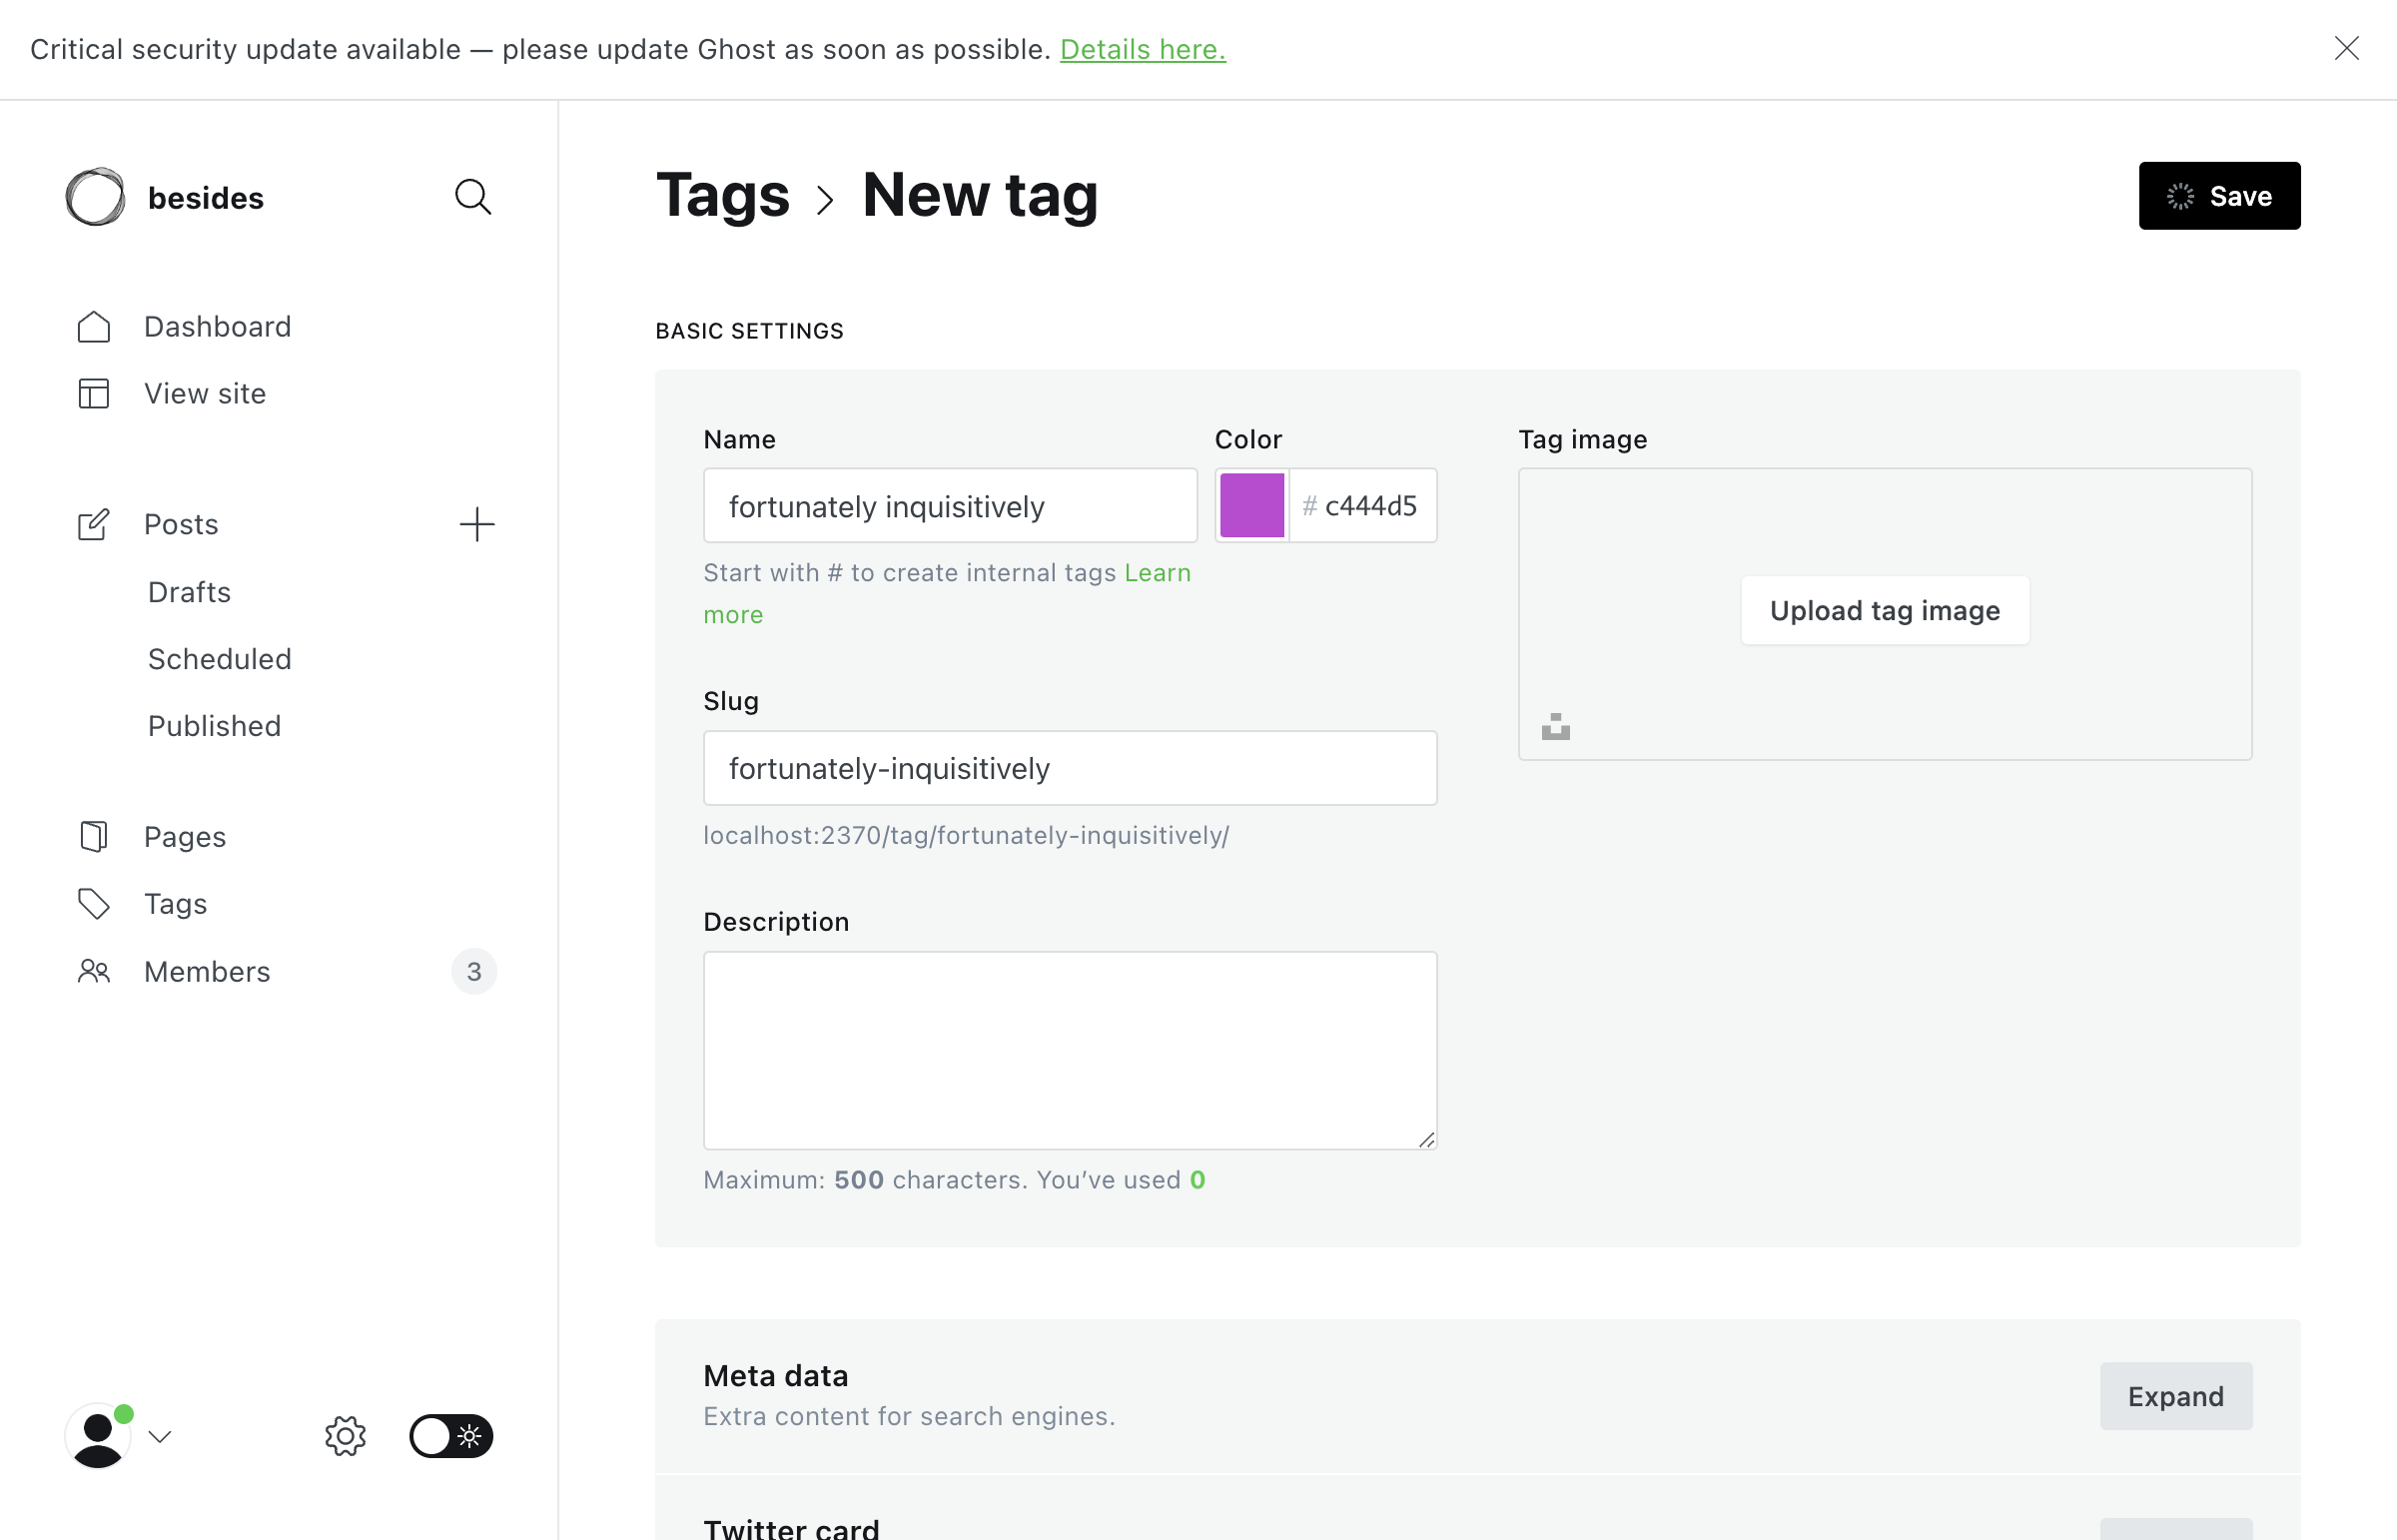 Critical security update available — please update Ghost as soon as possible. Details here.
besides
Dashboard
View site
Posts
Drafts
Scheduled
Published
Pages
Tags
Members 3
Tags > New tag
Save
BASIC SETTINGS
Name
fortunately inquisitively
Start with # to create internal tags Learn
more
Color
# c444d5
Slug
fortunately-inquisitively
localhost:2370/tag/fortunately-inquisitively/
Description
Maximum: 500 characters. You’ve used 0
Tag image
Upload tag image
Meta data
Extra content for search engines.
Expand
Twitter card